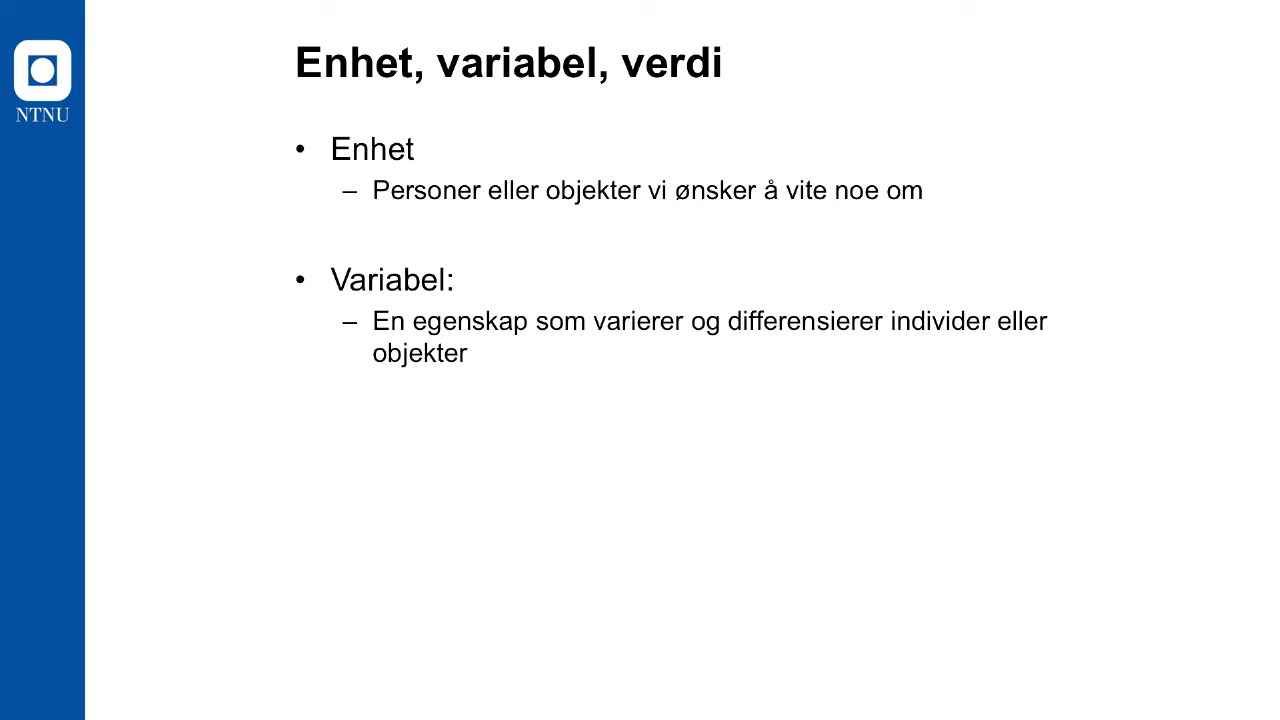 NTNU
Enhet, variabel, verdi
• Enhet
– Personer eller objekter vi ønsker å vite noe om
• Variabel:
– En egenskap som varierer og differensierer individer eller
objekter